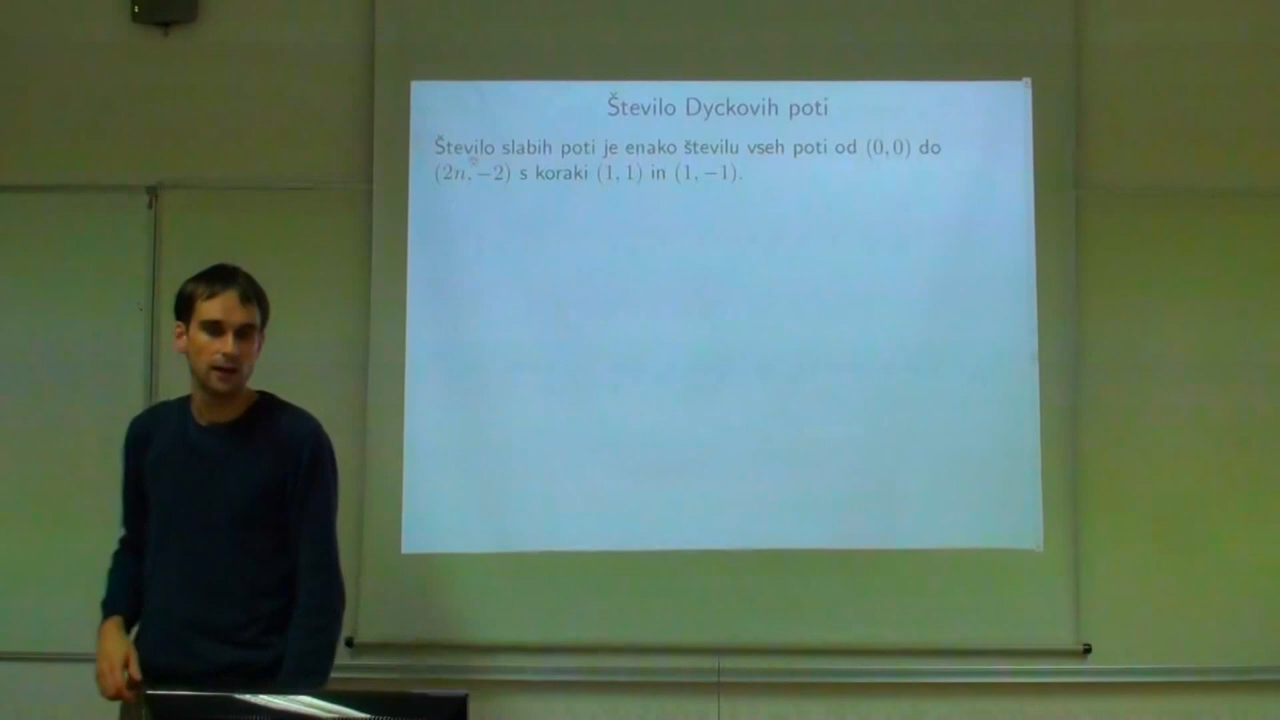 Število Dyckovih poti
Število slabih poti je enako številu vseh poti od (0, 0) do
(2n, −2) s koraki (1, 1) in (1, −1).